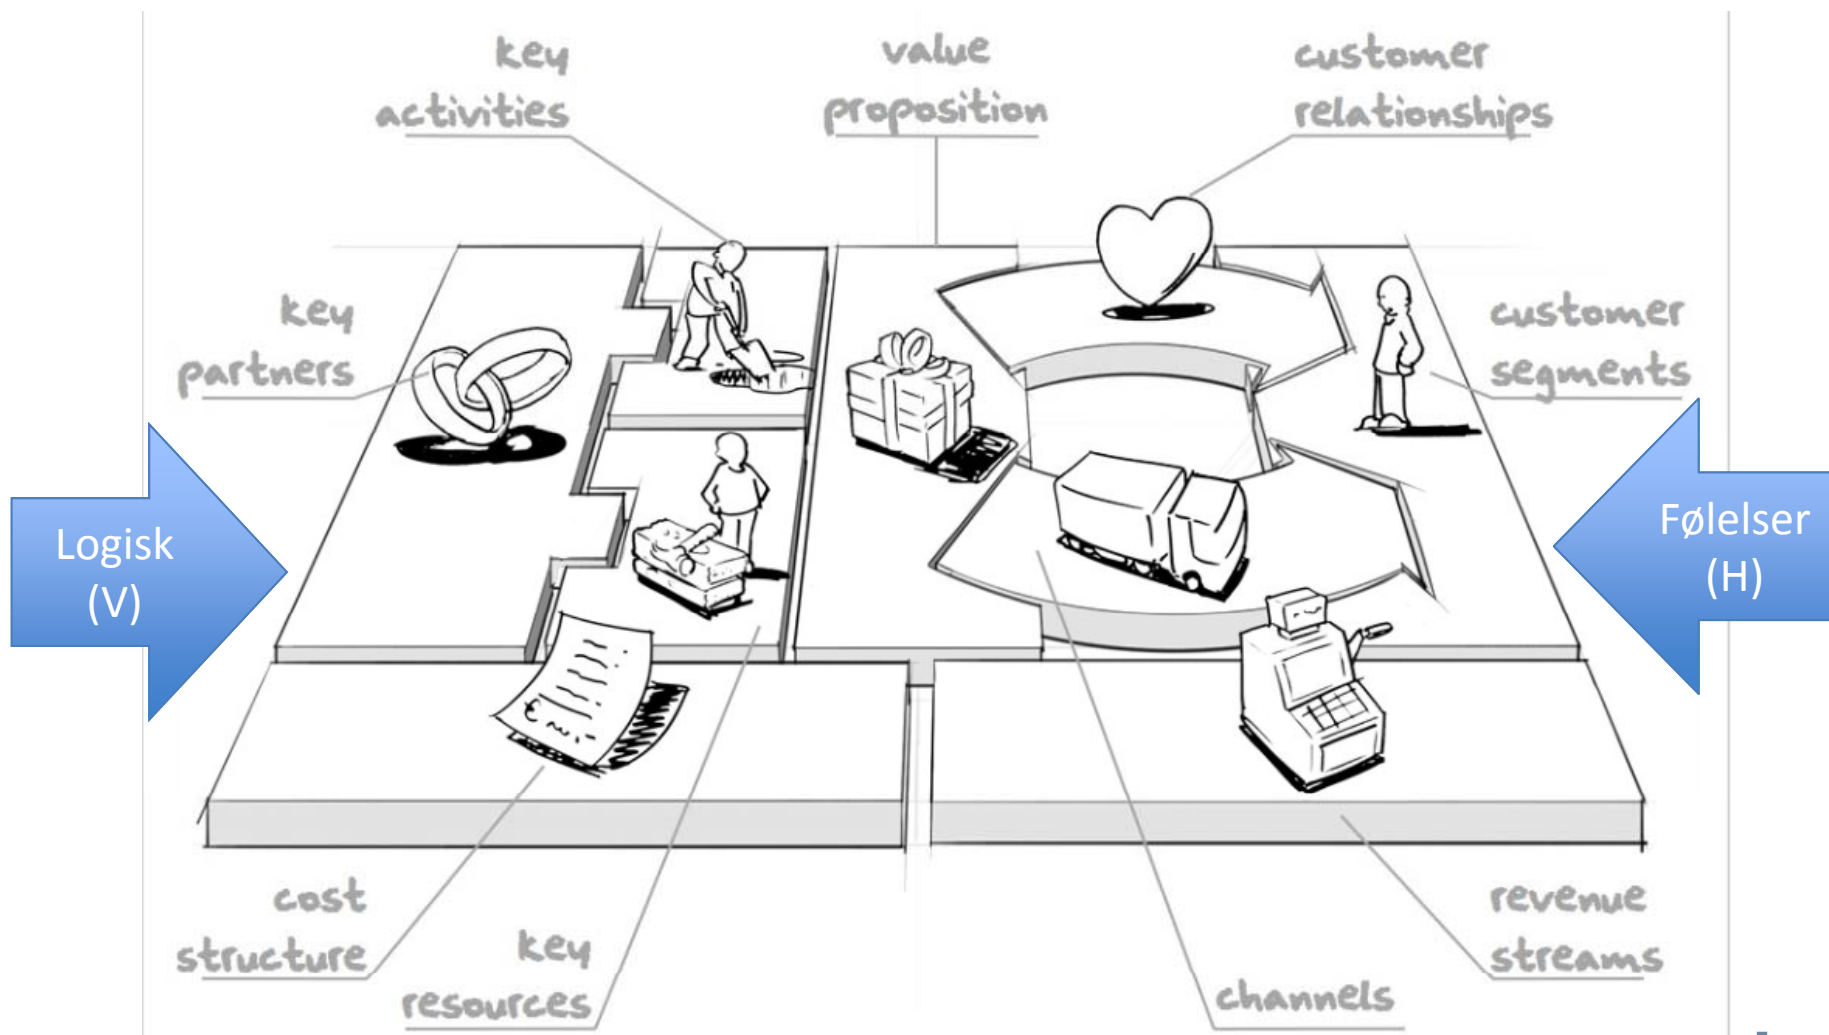 key
activities
value
proposition
customer
relationships
key
partners
customer
segments
Logisk
(V)
Følelser
(H)
cost
structure
key
resources
channels
revenue
streams